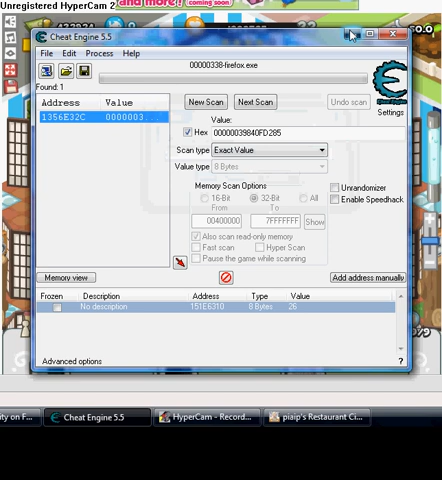 Unregistered HyperCam 2
and more! coming soon
Cheat Engine 5.5
File Edit Process Help
00000338-firefox.exe
Found: 1
Address Value
1356E32C 0000003...
New Scan Next Scan Undo scan
Settings
Value:
Hex 00000039840FD285
Scan type Exact Value
Value type 8 Bytes
Memory Scan Options
16-Bit 32-Bit All
From To
00400000 7FFFFFFF Show
Also scan read-only memory
Fast scan Hyper Scan
Pause the game while scanning
Unrandomizer
Enable Speedhack
Memory view Add address manually
Frozen Description Address Type Value
No description 151E6310 8 Bytes 26
Advanced options ?
ity on F... Cheat Engine 5.5 HyperCam - Record... piaip's Restaurant Ci...